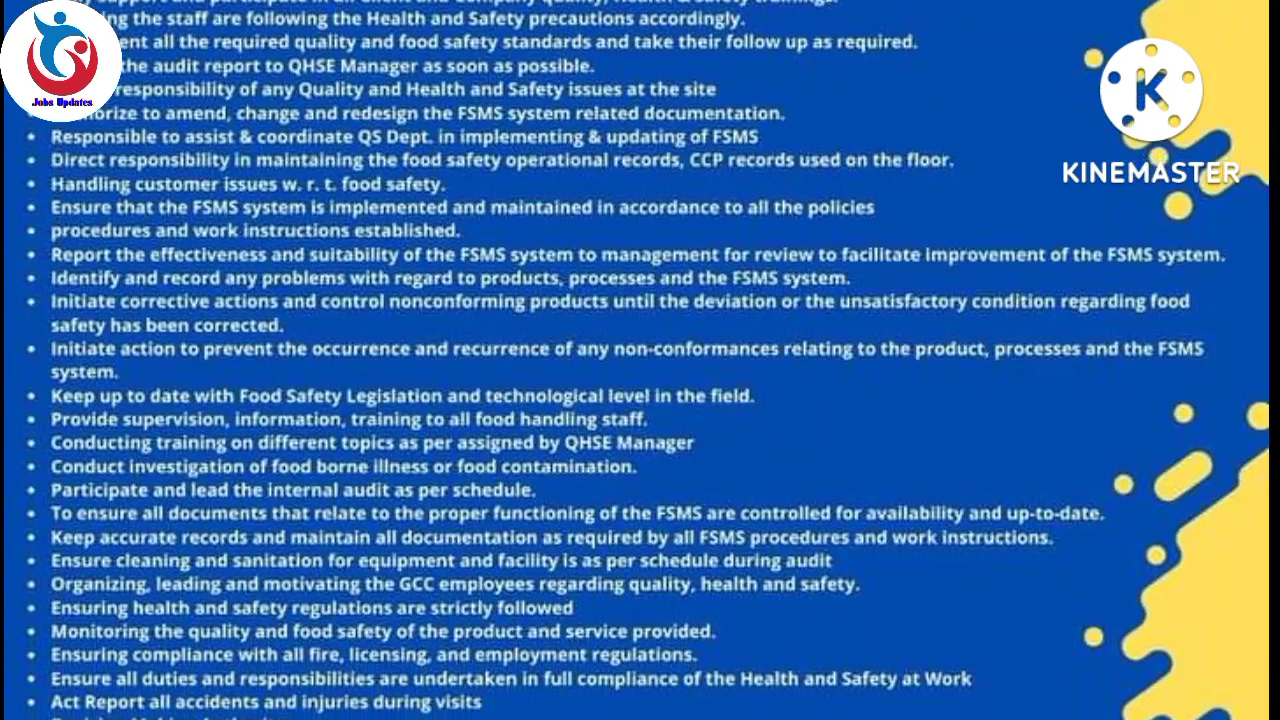 the staff are following the Health and Safety precautions accordingly.
all the required quality and food safety standards and take their follow up as required.
the audit report to QHSE Manager as soon as possible.
responsibility of any Quality and Health and Safety issues at the site
to amend, change and redesign the FSMS system related documentation.
• Responsible to assist & coordinate QS Dept. in implementing & updating of FSMS
• Direct responsibility in maintaining the food safety operational records, CCP records used on the floor.
• Handling customer issues w. r. t. food safety.
• Ensure that the FSMS system is implemented and maintained in accordance to all the policies
• procedures and work instructions established.
• Report the effectiveness and suitability of the FSMS system to management for review to facilitate improvement of the FSMS system.
• Identify and record any problems with regard to products, processes and the FSMS system.
• Initiate corrective actions and control nonconforming products until the deviation or the unsatisfactory condition regarding food
safety has been corrected.
• Initiate action to prevent the occurrence and recurrence of any non-conformances relating to the product, processes and the FSMS
system.
• Keep up to date with Food Safety Legislation and technological level in the field.
• Provide supervision, information, training to all food handling staff.
• Conducting training on different topics as per assigned by QHSE Manager
• Conduct investigation of food borne illness or food contamination.
• Participate and lead the internal audit as per schedule.
• To ensure all documents that relate to the proper functioning of the FSMS are controlled for availability and up-to-date.
• Keep accurate records and maintain all documentation as required by all FSMS procedures and work instructions.
• Ensure cleaning and sanitation for equipment and facility is as per schedule during audit
• Organizing, leading and motivating the GCC employees regarding quality, health and safety.
• Ensuring health and safety regulations are strictly followed
• Monitoring the quality and food safety of the product and service provided.
• Ensuring compliance with all fire, licensing, and employment regulations.
• Ensure all duties and responsibilities are undertaken in full compliance of the Health and Safety at Work
• Act Report all accidents and injuries during visits
Jobs Updates
K
KINEMASTER